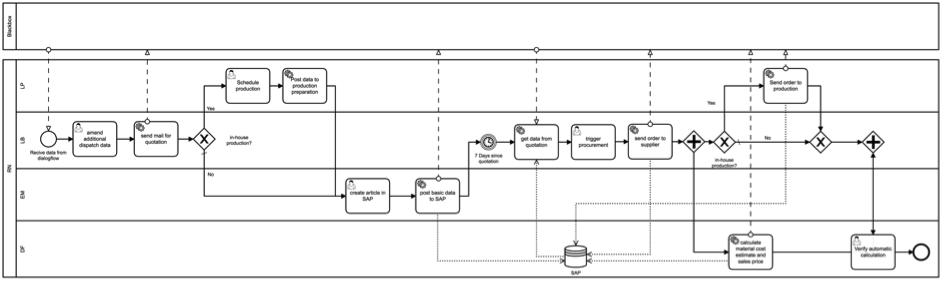 Blackbox
RN
LP
LB
EM
DF
Schedule
production
Post data to
production
preparation
Send order to
production
Yes
Yes
Recive data from
dialogflow
amend
additional
dispatch data
send mail for
quotation
in-house
production?
7 Days since
quotation
get data from
quotation
trigger
procurement
send order to
supplier
in-house
production?
No
No
create article in
SAP
post basic data
to SAP
SAP
calculate
material cost
estimate and
sales price
Verify automatic
calculation